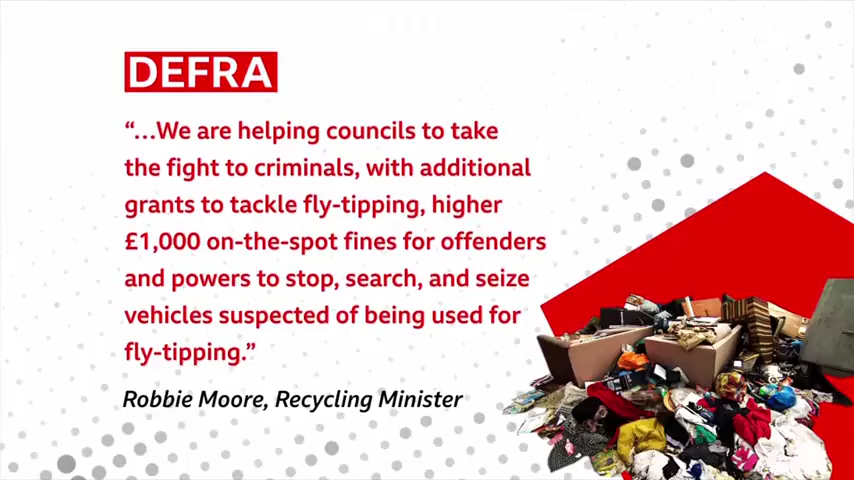 DEFRA
“…We are helping councils to take
the fight to criminals, with additional
grants to tackle fly-tipping, higher
£1,000 on-the-spot fines for offenders
and powers to stop, search, and seize
vehicles suspected of being used for
fly-tipping.”
Robbie Moore, Recycling Minister